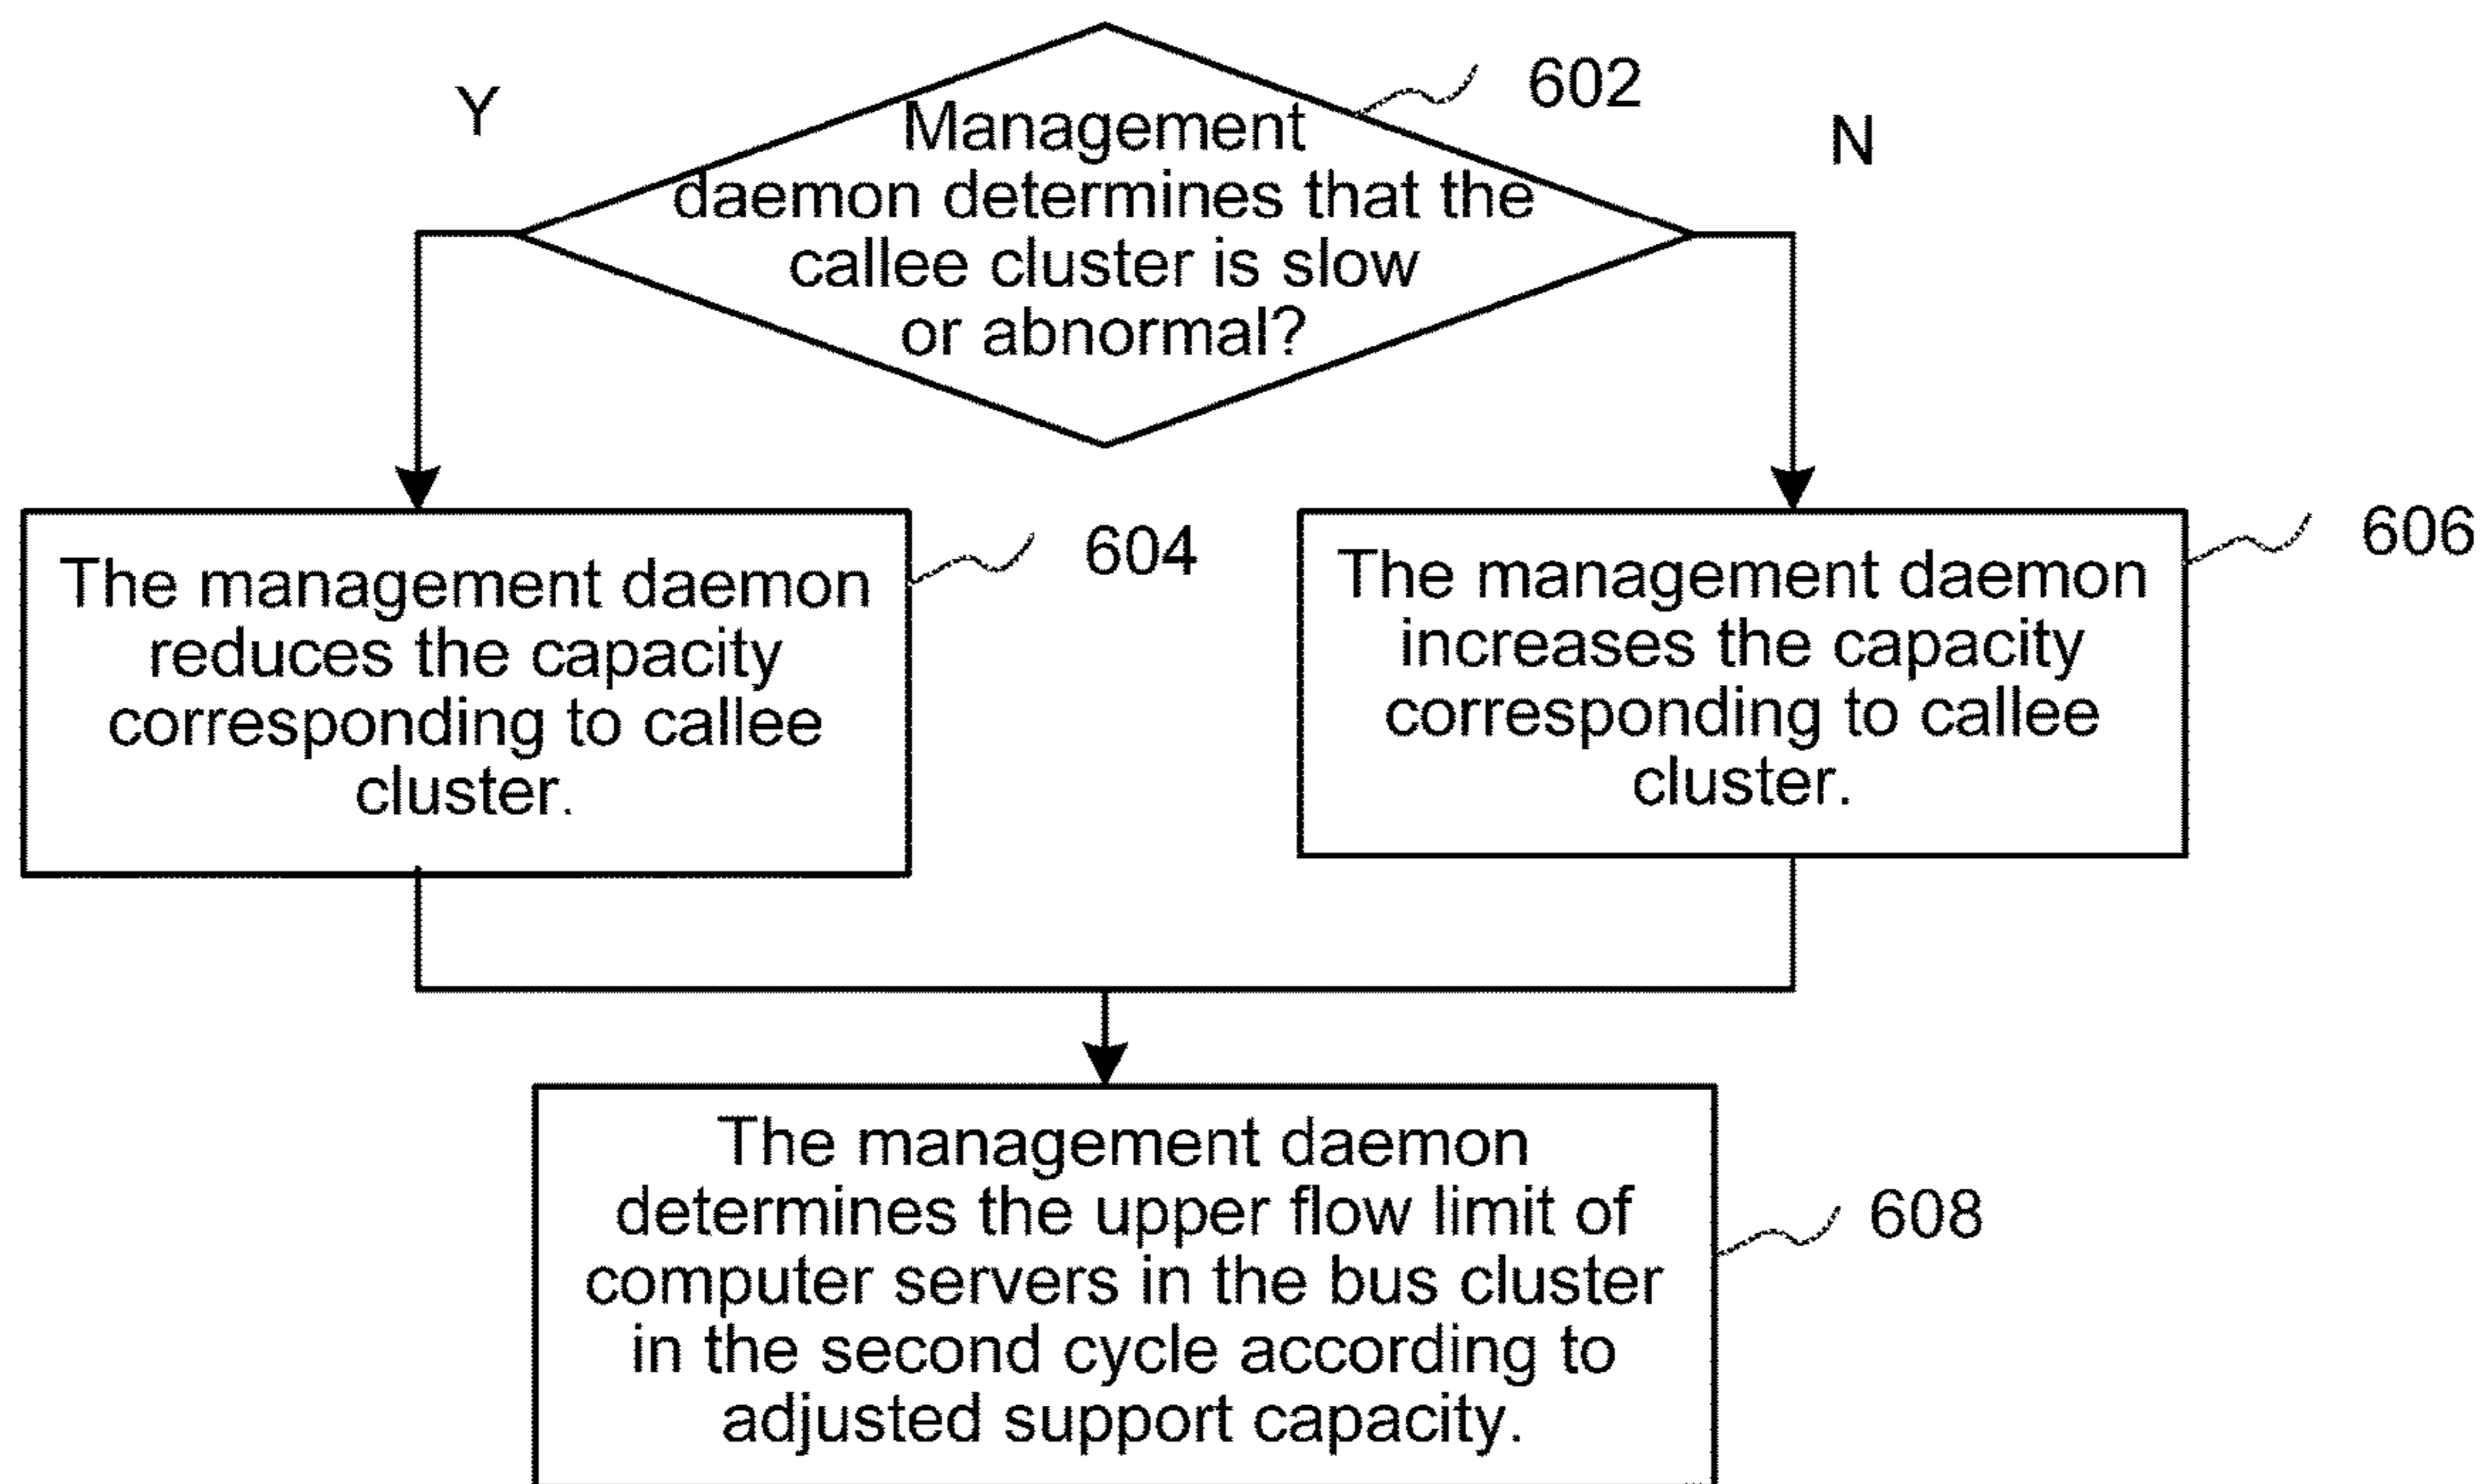 Y
602
N
Management
daemon determines that the
callee cluster is slow
or abnormal?
604
The management daemon
reduces the capacity
corresponding to callee
cluster.
606
The management daemon
increases the capacity
corresponding to callee
cluster.
608
The management daemon
determines the upper flow limit of
computer servers in the bus cluster
in the second cycle according to
adjusted support capacity.